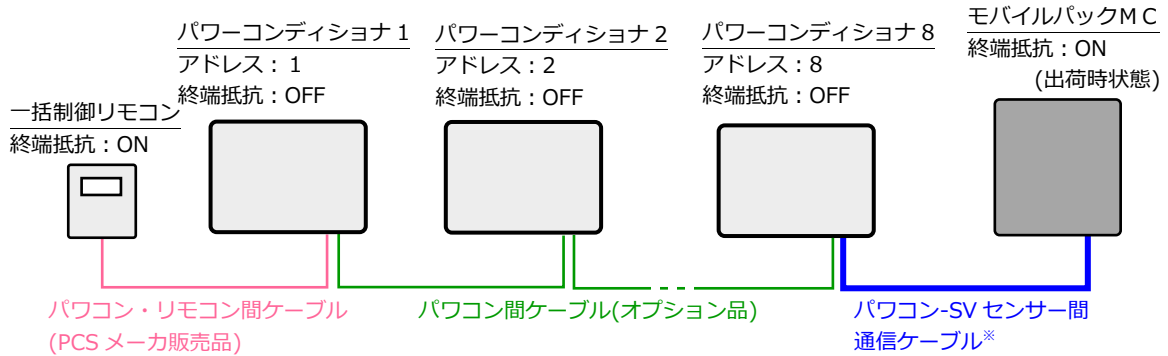 一括制御リモコン
終端抵抗:ON
パワーコンディショナ 1
アドレス: 1
終端抵抗:OFF
パワーコンディショナ 2
アドレス:2
終端抵抗:OFF
パワーコンディショナ 8
アドレス:8
終端抵抗:OFF
モバイルパックMC
終端抵抗:ON
(出荷時状態)
パワコン・リモコン間ケーブル
(PCS メーカ販売品)
パワコン間ケーブル(オプション品)
パワコン-SV センサー間
通信ケーブル※